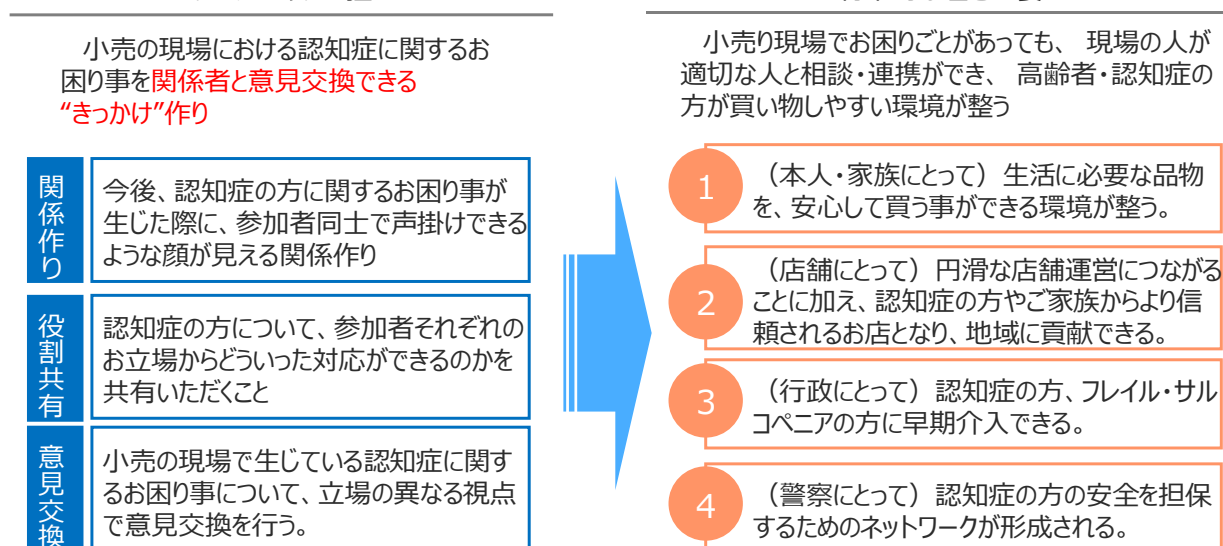 小売の現場における認知症に関するお
困り事を関係者と意見交換できる
“きっかけ”作り
関係作り
今後、認知症の方に関するお困り事が
生じた際に、参加者同士で声掛けできる
ような顔が見える関係作り
役割共有
認知症の方について、参加者それぞれの
お立場からどういった対応ができるのかを
共有いただくこと
意見交換
小売の現場で生じている認知症に関す
るお困り事について、立場の異なる視点
で意見交換を行う。
小売り現場でお困りごとがあっても、 現場の人が
適切な人と相談・連携ができ、 高齢者・認知症の
方が買い物しやすい環境が整う
1
（本人・家族にとって）生活に必要な品物
を、安心して買う事ができる環境が整う。
2
（店舗にとって）円滑な店舗運営につながる
ことに加え、認知症の方やご家族からより信
頼されるお店となり、地域に貢献できる。
3
（行政にとって）認知症の方、フレイル・サル
コペニアの方に早期介入できる。
4
（警察にとって）認知症の方の安全を担保
するためのネットワークが形成される。